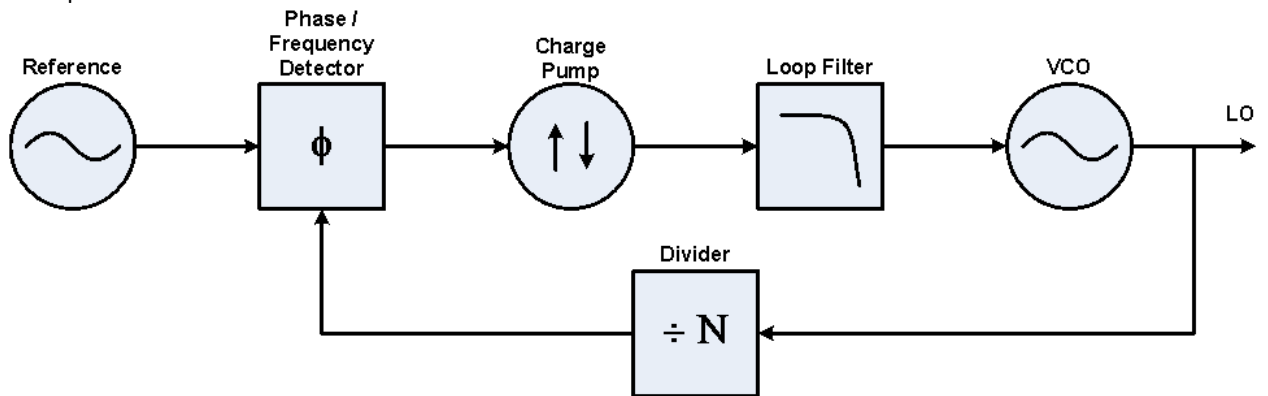 Phase /
Frequency
Detector
Reference
Charge
Pump
Loop Filter
VCO
LO
ϕ
Divider
÷ N